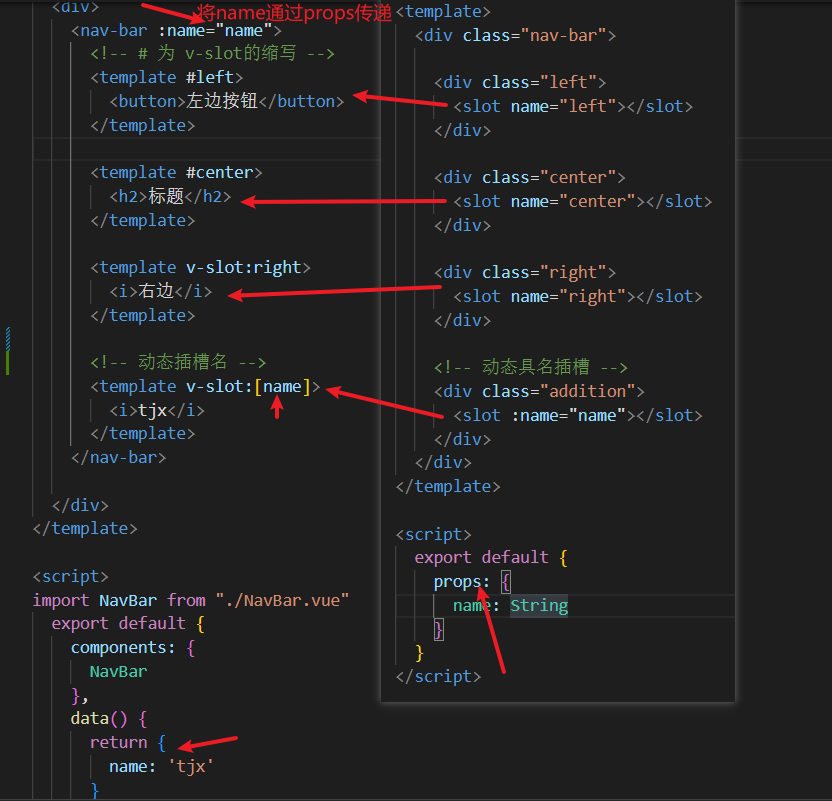 <div>
将name通过props传递
<nav-bar :name="name">
<!-- # 为 v-slot的缩写 -->
<template #left>
<button>左边按钮</button>
</template>
<template #center>
<h2>标题</h2>
</template>
<template v-slot:right>
<i>右边</i>
</template>
<!-- 动态插槽名 -->
<template v-slot:[name]>
<i>tjx</i>
</template>
</nav-bar>
</div>
</template>
<script>
import NavBar from "./NavBar.vue"
export default {
components: {
NavBar
},
data() {
return {
name: 'tjx'
}
<template>
<div class="nav-bar">
<div class="left">
<slot name="left"></slot>
</div>
<div class="center">
<slot name="center"></slot>
</div>
<div class="right">
<slot name="right"></slot>
</div>
<!-- 动态具名插槽 -->
<div class="addition">
<slot :name="name"></slot>
</div>
</div>
</template>
<script>
export default {
props: {
name: String
}
}
</script>